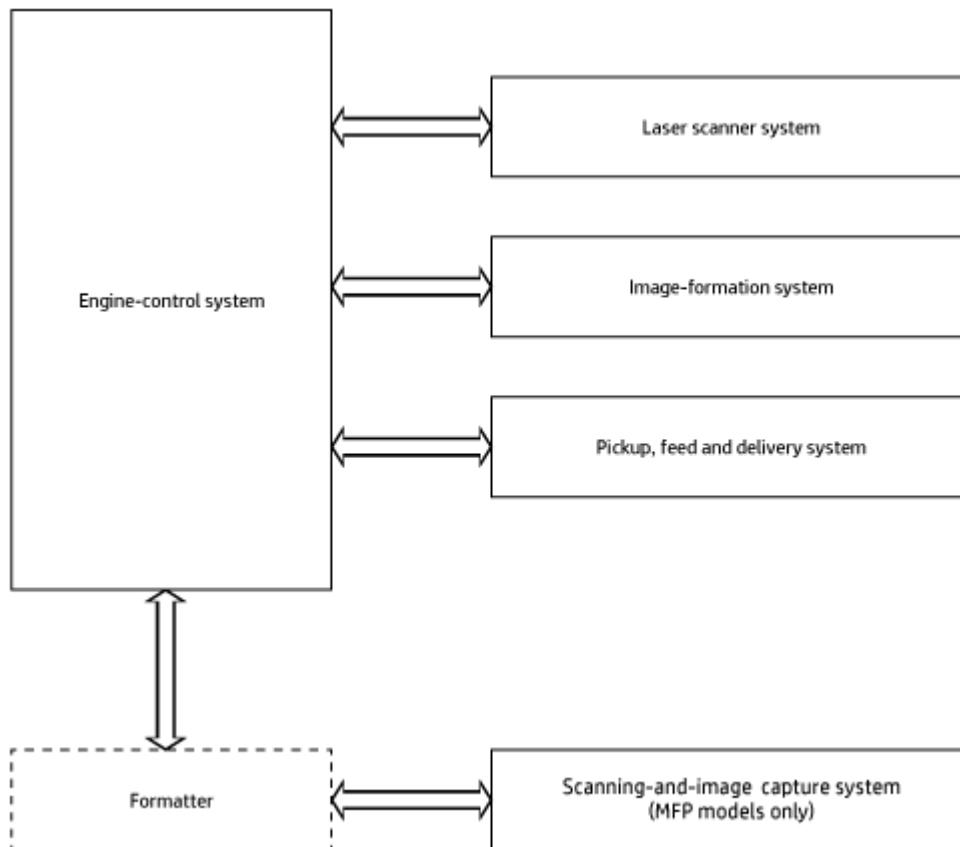 Laser scanner system
Engine-control system
Image-formation system
Pickup, feed and delivery system
Formatter
Scanning-and-image capture system
(MFP models only)